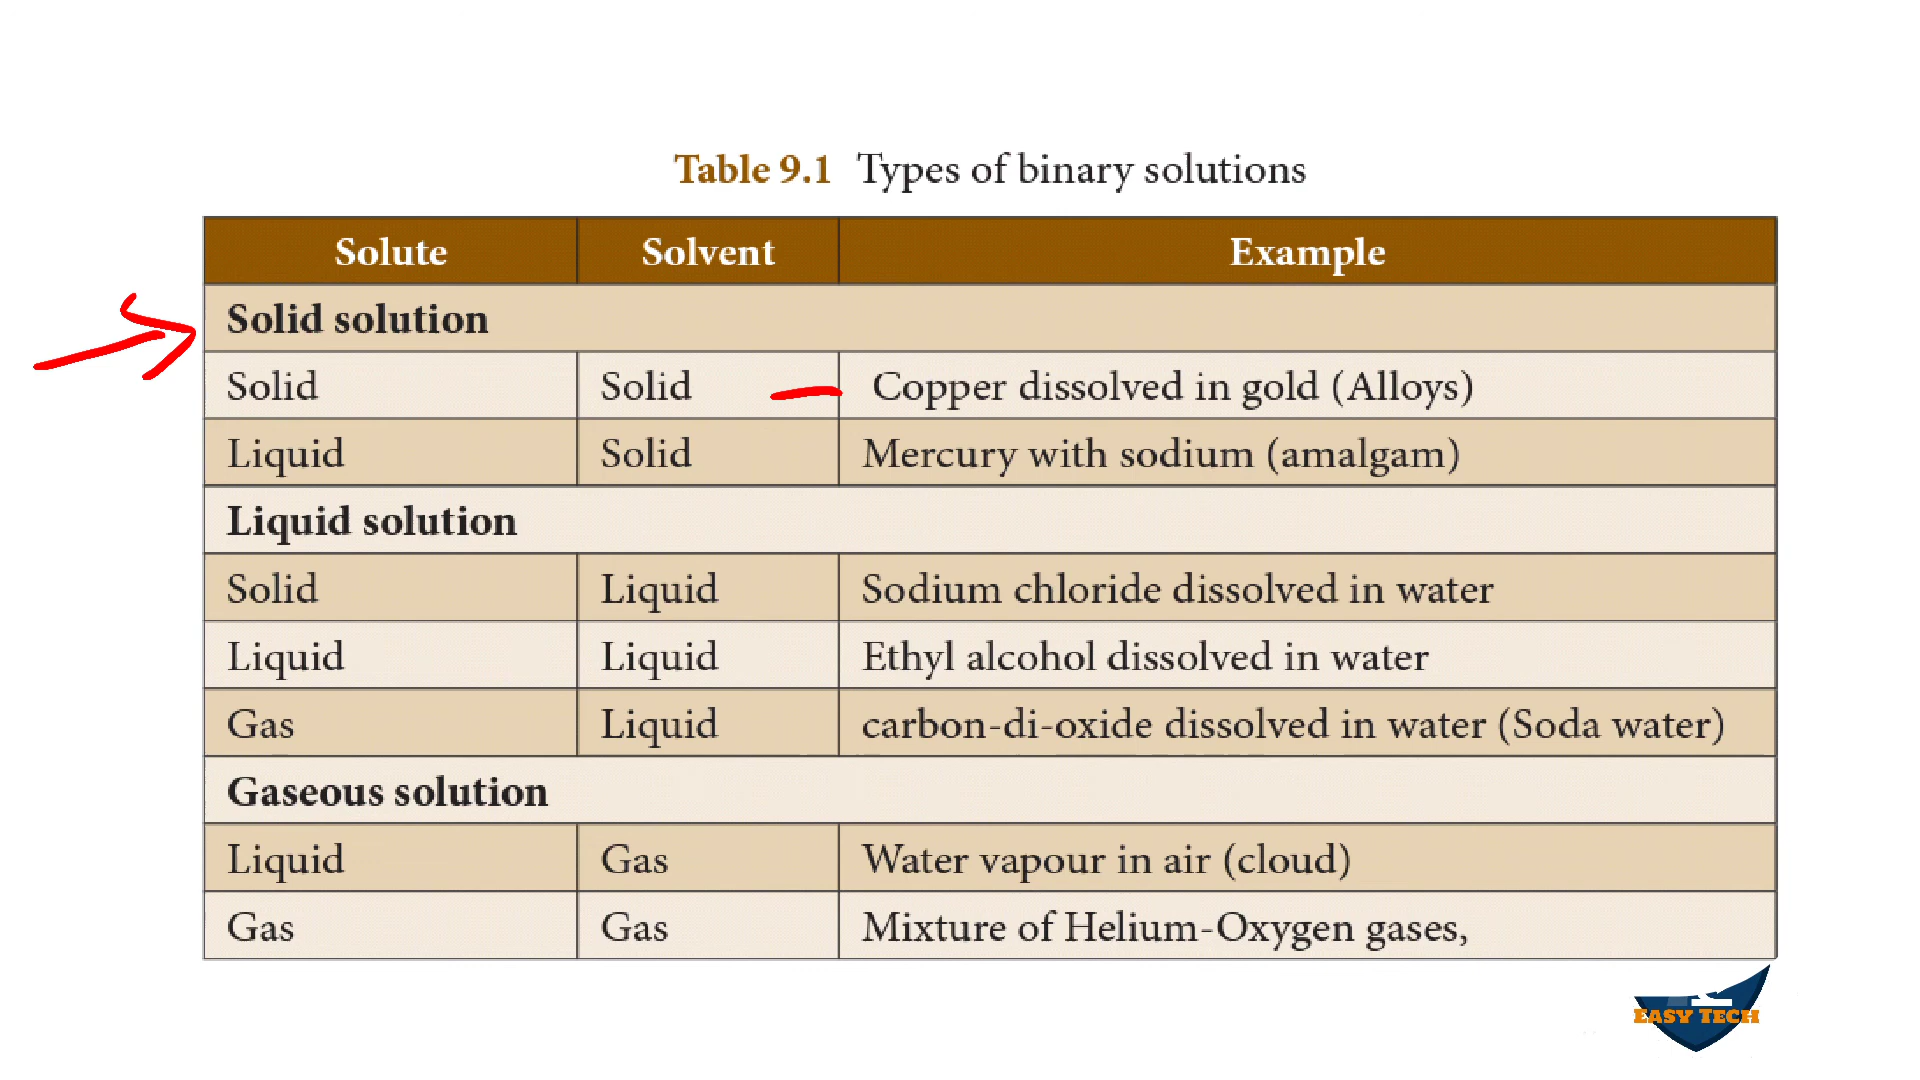 Table 9.1 Types of binary solutions
Solute Solvent Example
Solid solution
Solid Solid Copper dissolved in gold (Alloys)
Liquid Solid Mercury with sodium (amalgam)
Liquid solution
Solid Liquid Sodium chloride dissolved in water
Liquid Liquid Ethyl alcohol dissolved in water
Gas Liquid carbon-di-oxide dissolved in water (Soda water)
Gaseous solution
Liquid Gas Water vapour in air (cloud)
Gas Gas Mixture of Helium-Oxygen gases,
EASY TECH